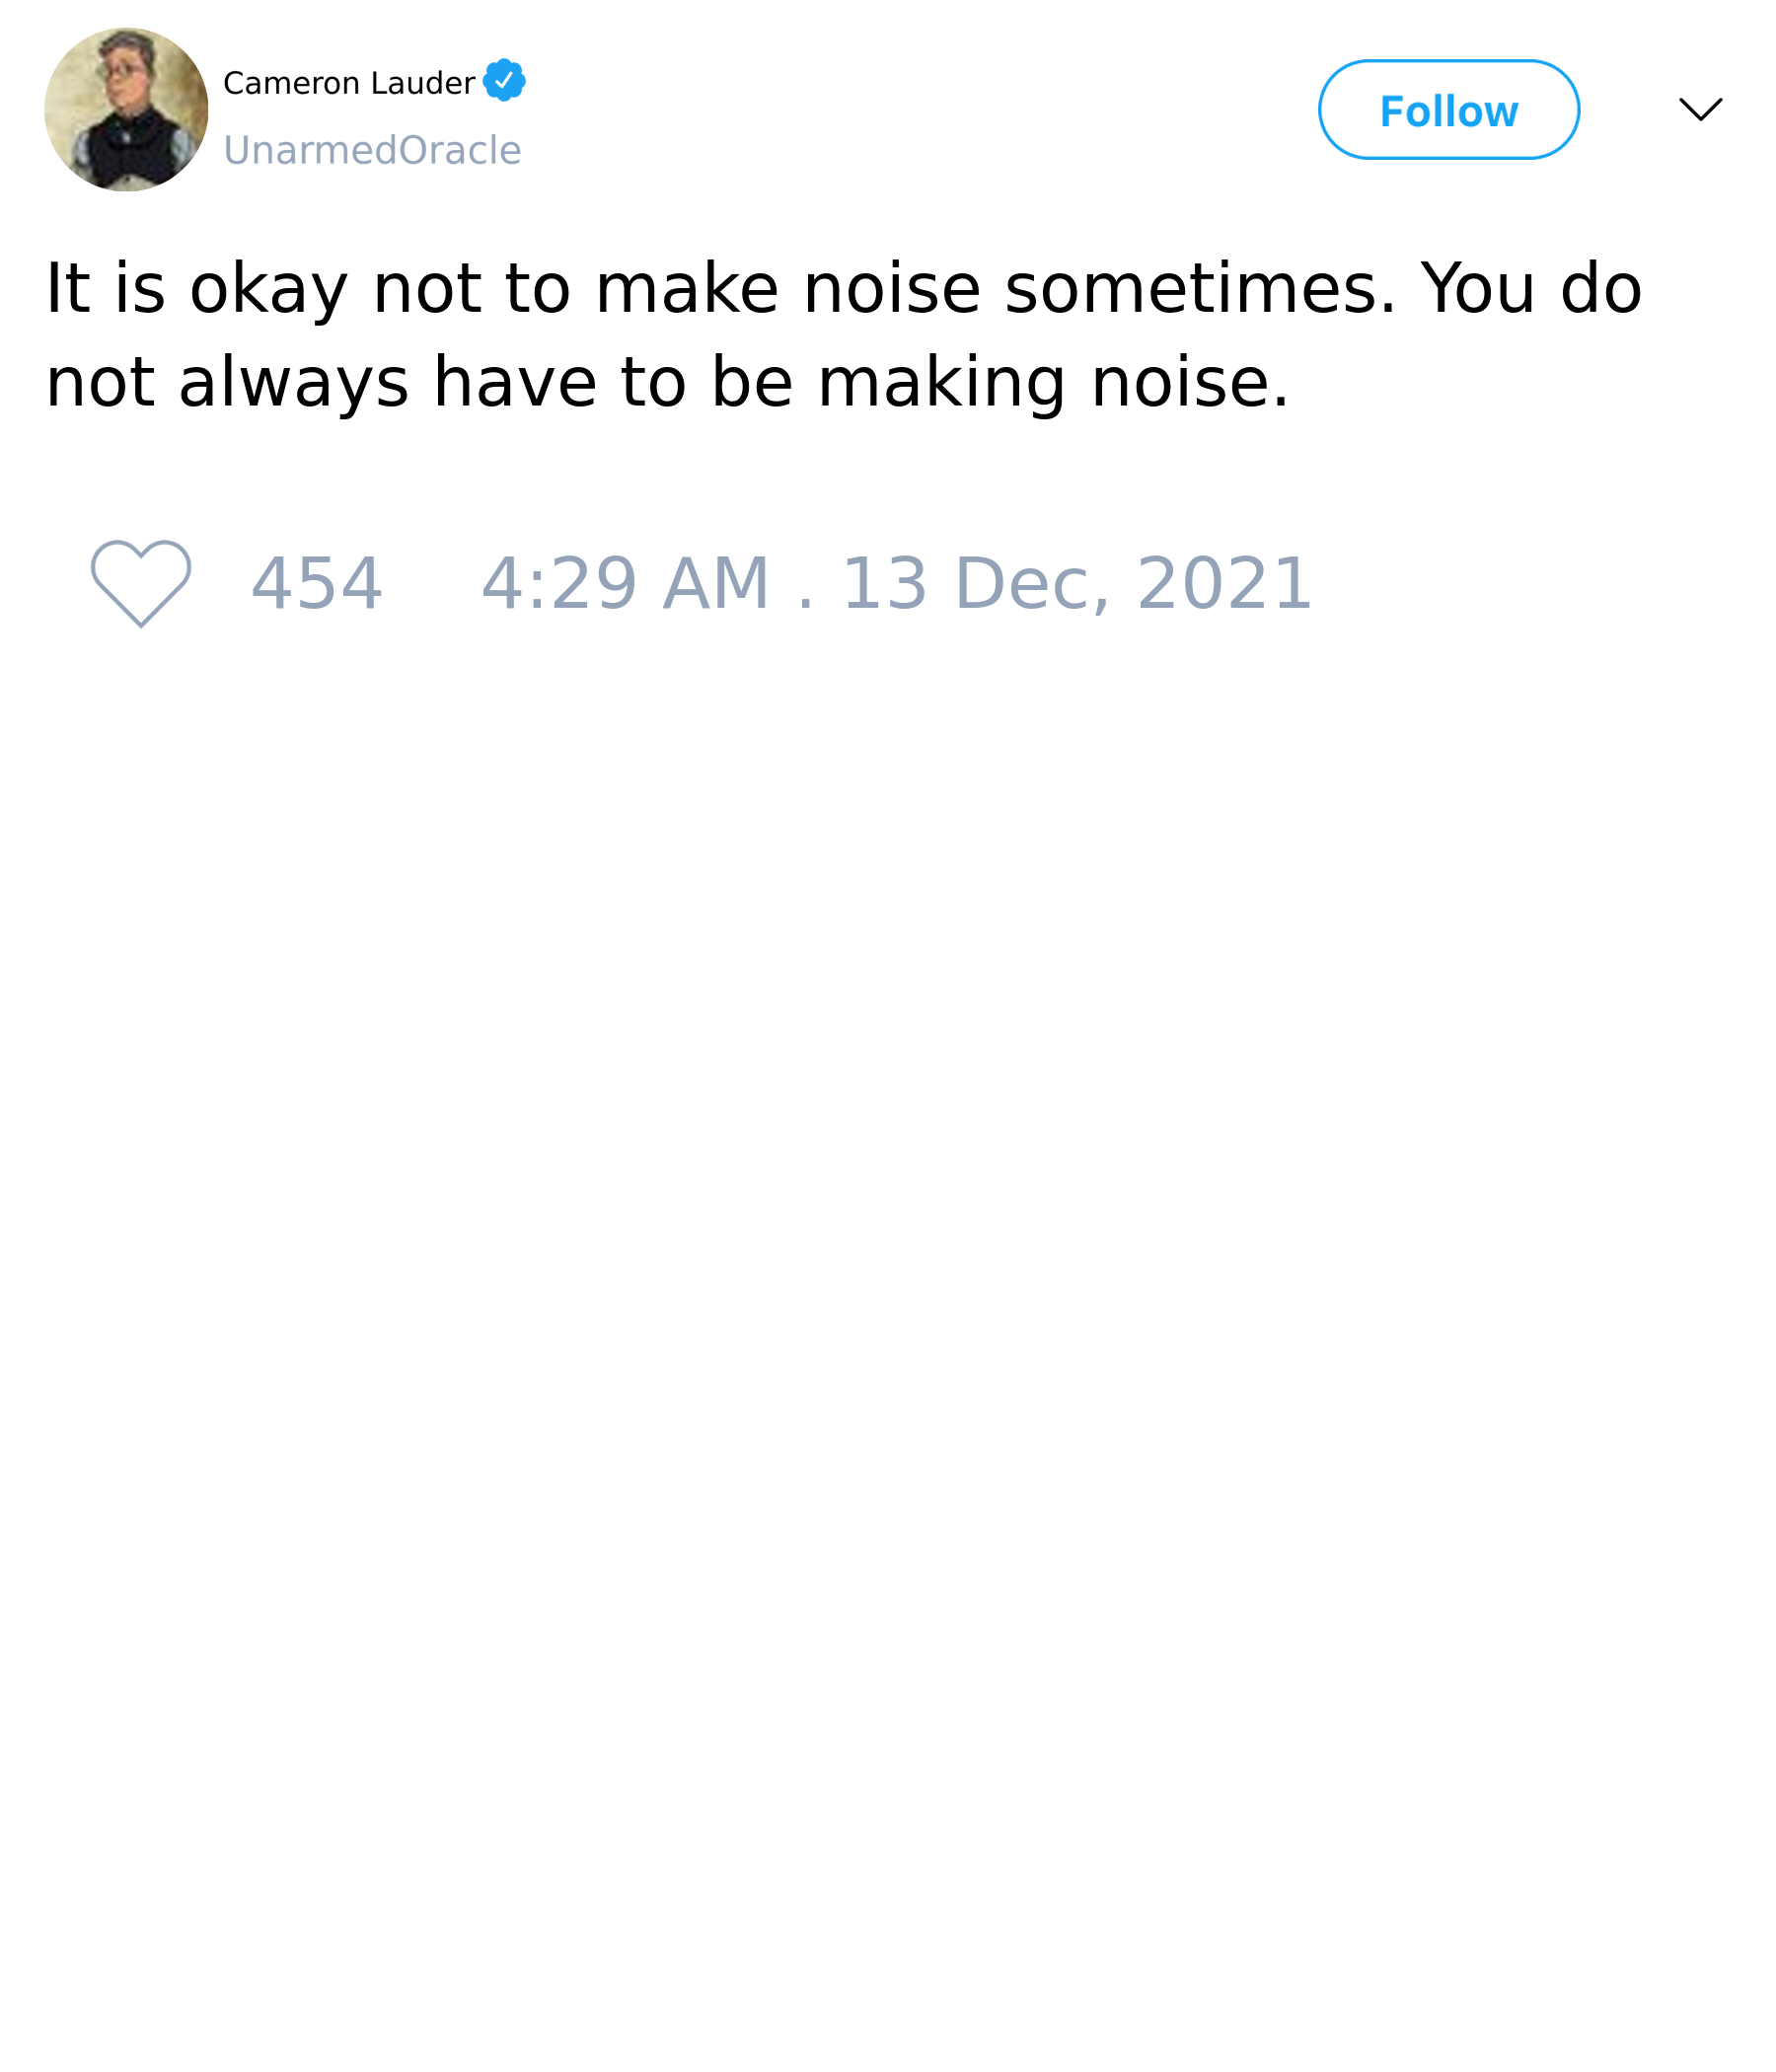 Cameron Lauder
UnarmedOracle
Follow
It is okay not to make noise sometimes. You do
not always have to be making noise.
454 4:29 AM . 13 Dec, 2021